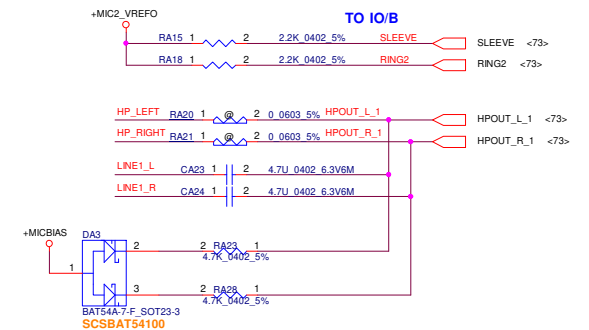 TO IO/B
+MIC2_VREFO
RA15 1 2 2.2K_0402_5% SLEEVE SLEEVE <73>
RA18 1 2 2.2K_0402_5% RING2 RING2 <73>
HP_LEFT RA20 1 @ 2 0_0603_5% HPOUT_L_1 HPOUT_L_1 <73>
HP_RIGHT RA21 1 @ 2 0_0603_5% HPOUT_R_1 HPOUT_R_1 <73>
LINE1_L CA23 1 2 4.7U_0402_6.3V6M
LINE1_R CA24 1 2 4.7U_0402_6.3V6M
+MICBIAS
DA3
1
2 2 RA23 1
4.7K_0402_5%
3 2 RA28 1
4.7K_0402_5%
BAT54A-7-F_SOT23-3
SCSBAT54100